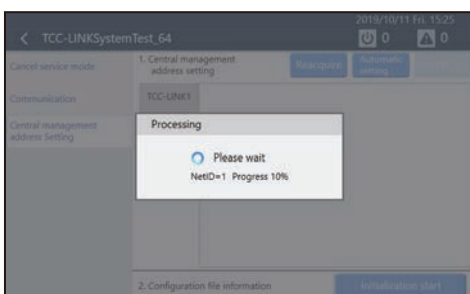 2019/10/11 Fri. 15:25
TCC-LINKSystemTest_64
0
0
Cancel service mode
1. Central management
address setting
Reacquire
Automatic
setting
Communication
TCC-LINK1
Central management
address Setting
Processing
Please wait
NetID=1 Progress 10%
2. Configuration file information
Initialization start